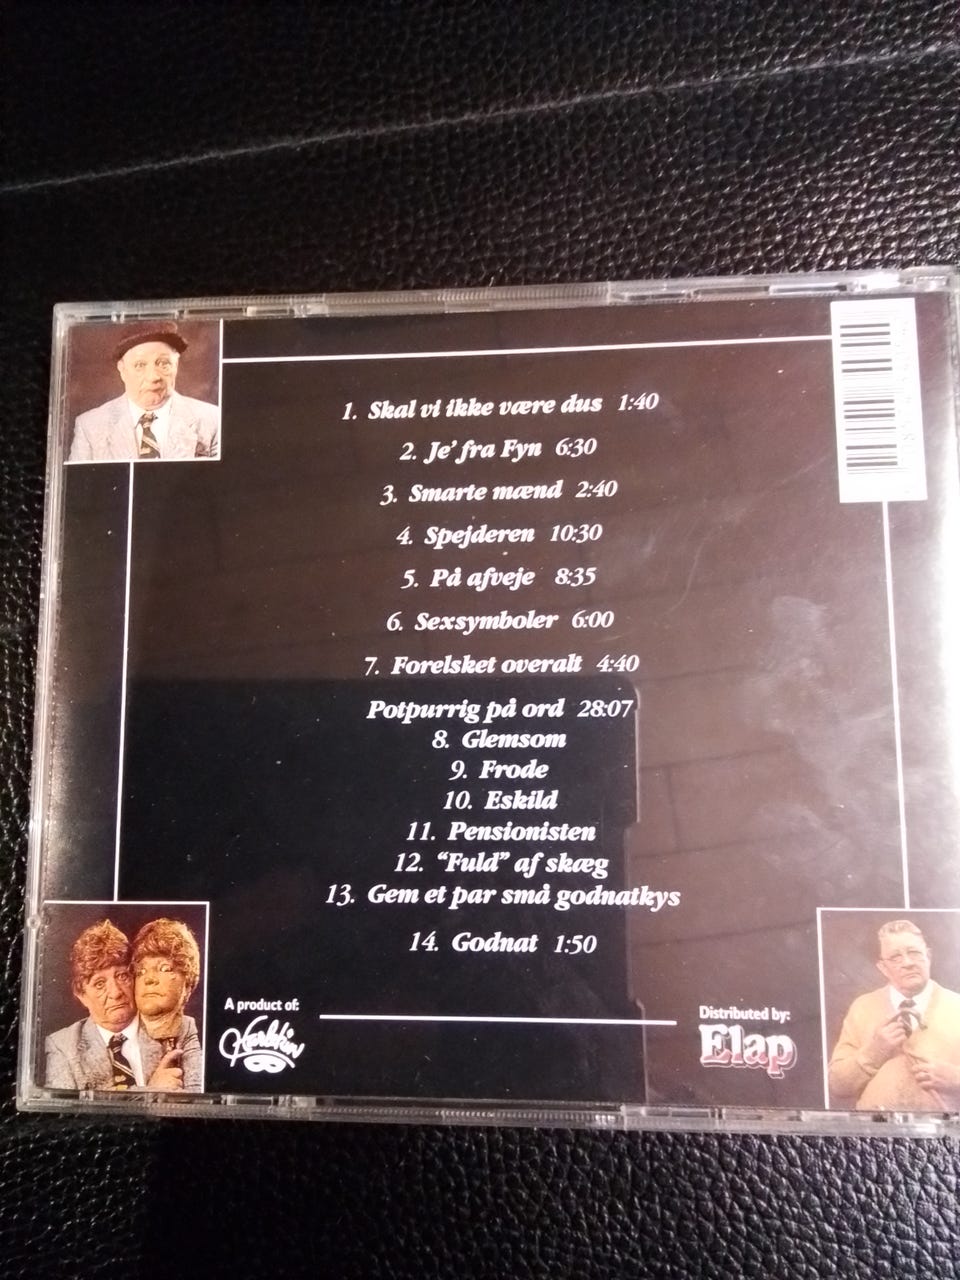 1. Skal vi ikke være dus 1:40
2. Je' fra Fyn 6:30
3. Smarte mænd 2:40
4. Spejderen 10:30
5. På afveje 8:35
6. Sexsymboler 6:00
7. Forelsket overalt 4:40
Potpurrig på ord 28:07
8. Glemsom
9. Frode
10. Eskild
11. Pensionisten
12. “Fuld” af skæg
13. Gem et par små godnatkys
14. Godnat 1:50
A product of:
Harlekin
Distributed by:
Elap